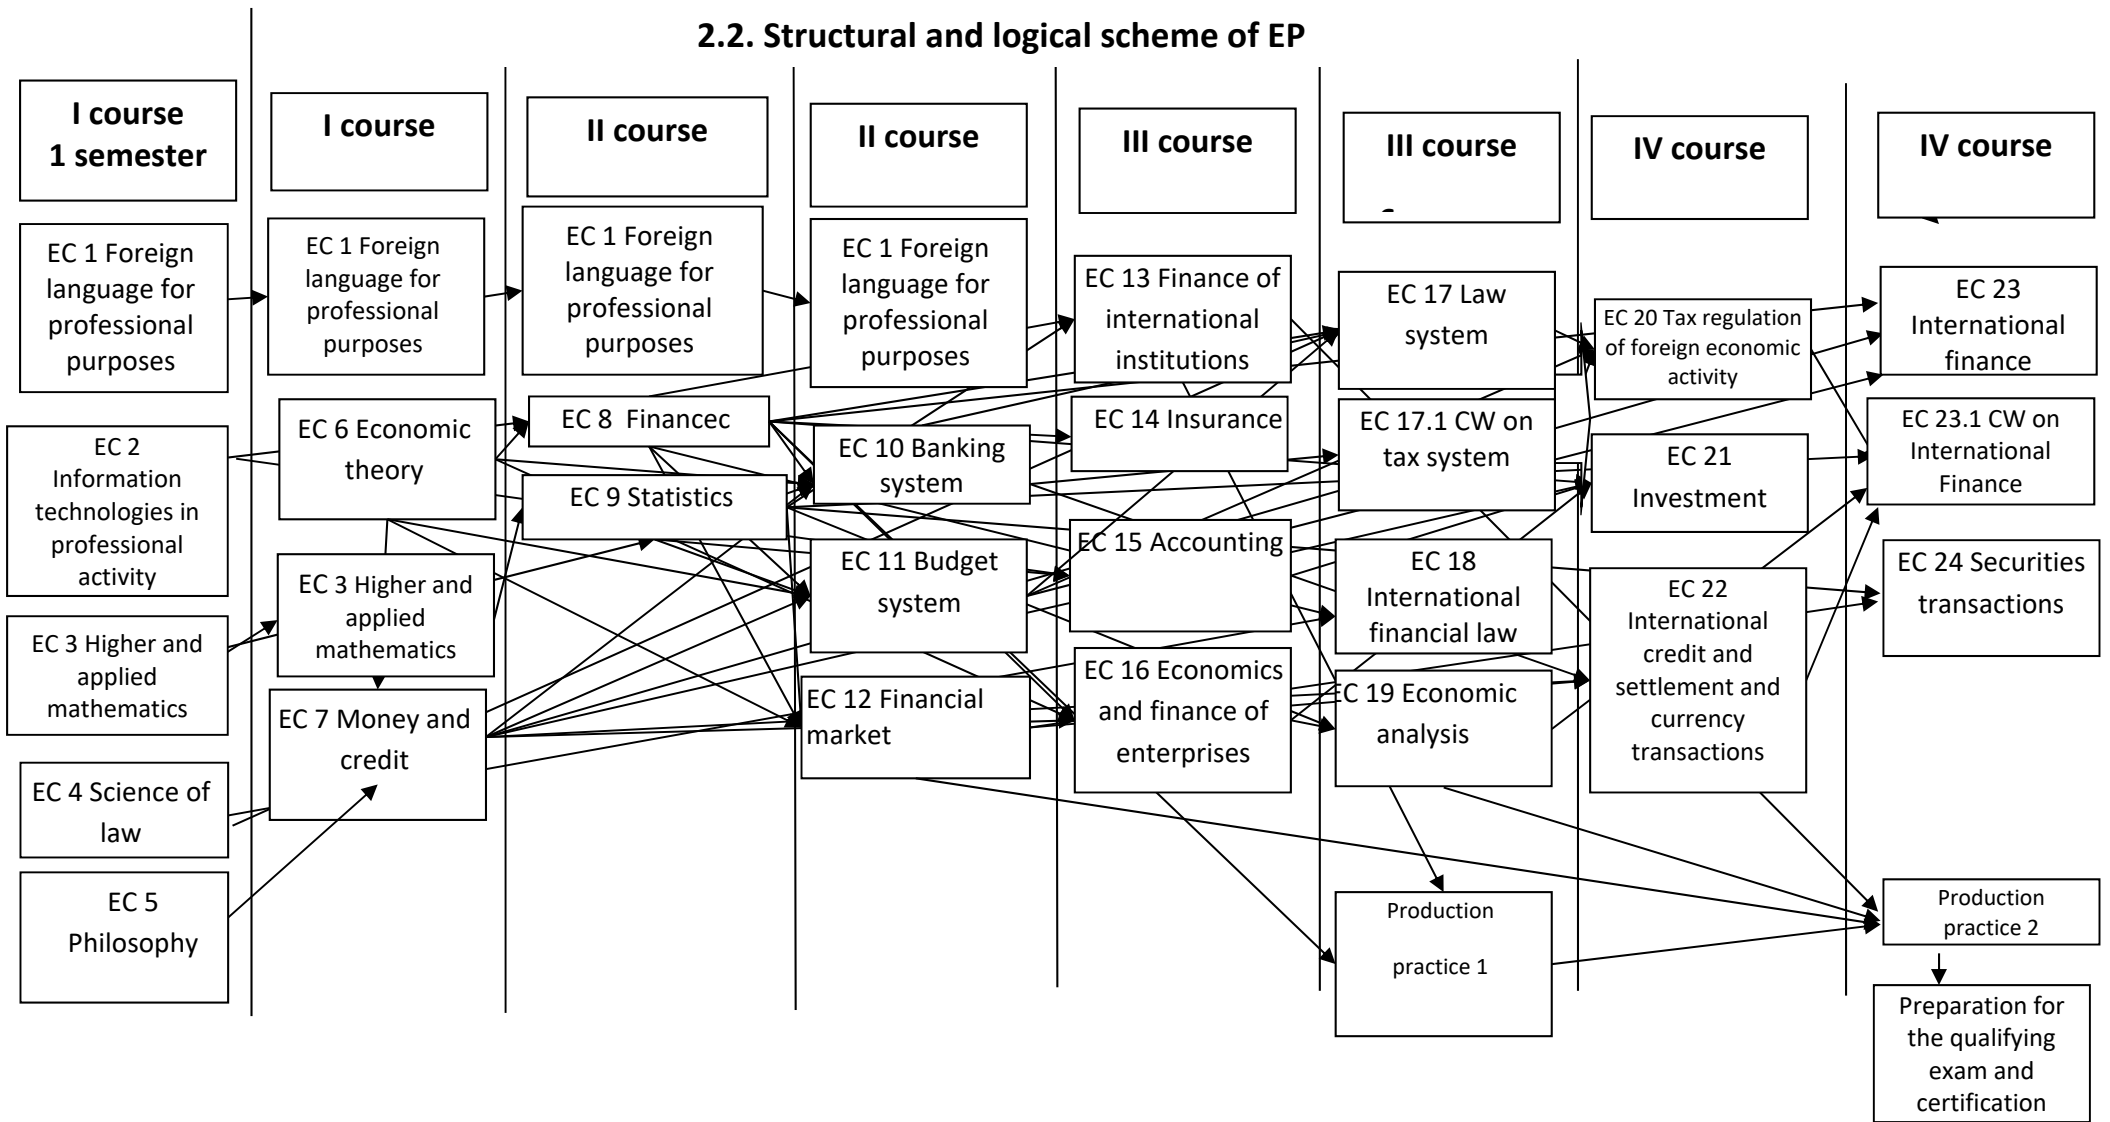 2.2. Structural and logical scheme of EP
I course
1 semester
EC 1 Foreign
language for
professional
purposes
EC 2
Information
technologies in
professional
activity
EC 3 Higher and
applied
mathematics
EC 4 Science of
law
EC 5
Philosophy
I course
EC 1 Foreign
language for
professional
purposes
EC 6 Economic
theory
EC 3 Higher and
applied
mathematics
EC 7 Money and
credit
II course
EC 1 Foreign
language for
professional
purposes
EC 8 Financec
EC 9 Statistics
II course
EC 1 Foreign
language for
professional
purposes
EC 10 Banking
system
EC 11 Budget
system
EC 12 Financial
market
III course
EC 13 Finance of
international
institutions
EC 14 Insurance
EC 15 Accounting
EC 16 Economics
and finance of
enterprises
III course
EC 17 Law
system
EC 17.1 CW on
tax system
EC 18
International
financial law
EC 19 Economic
analysis
Production
practice 1
IV course
EC 20 Tax regulation
of foreign economic
activity
EC 21
Investment
EC 22
International
credit and
settlement and
currency
transactions
IV course
EC 23
International
finance
EC 23.1 CW on
International
Finance
EC 24 Securities
transactions
Production
practice 2
Preparation for
the qualifying
exam and
certification